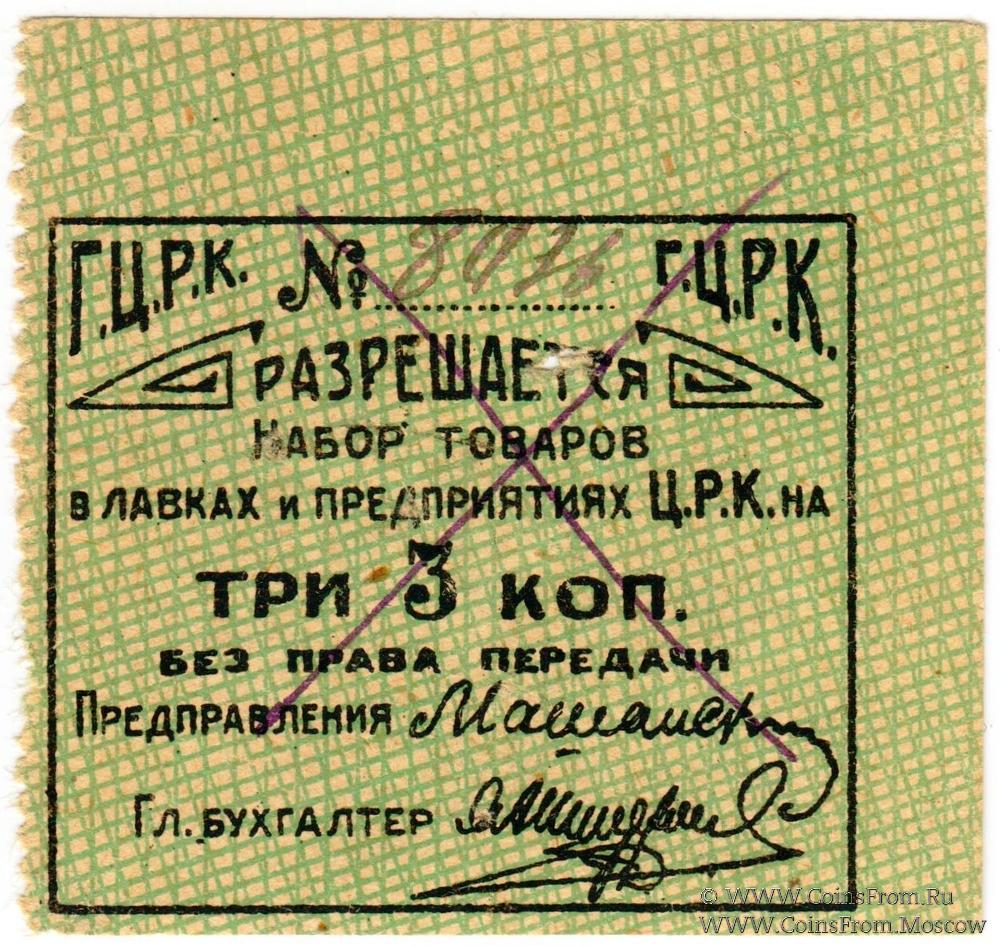 Г.Ц.Р.К. № Г.Ц.Р.К.
РАЗРЕШАЕТСЯ
НАБОР ТОВАРОВ
В ЛАВКАХ И ПРЕДПРИЯТИЯХ Ц.Р.К. НА
ТРИ 3 КОП.
БЕЗ ПРАВА ПЕРЕДАЧИ
ПРЕДПРАВЛЕНИЯ
ГЛ. БУХГАЛТЕР
© WWW.CoinsFrom.Ru
WWW.CoinsFrom.Moscow